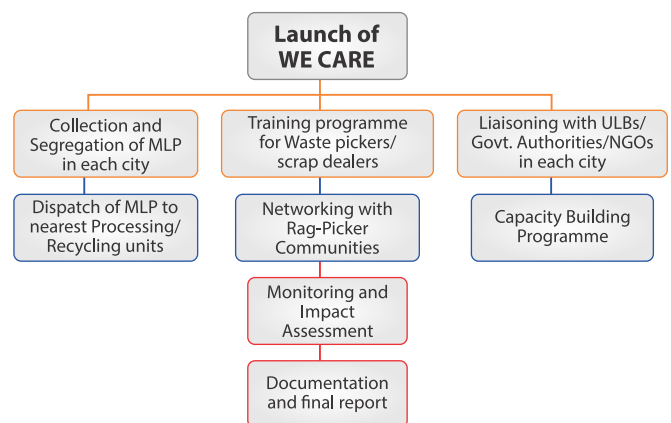 Launch of
WE CARE
Collection and
Segregation of MLP
in each city
Training programme
for Waste pickers/
scrap dealers
Liaisoning with ULBs/
Govt. Authorities/NGOs
in each city
Dispatch of MLP to
nearest Processing/
Recycling units
Networking with
Rag-Picker
Communities
Capacity Building
Programme
Monitoring and
Impact
Assessment
Documentation
and final report